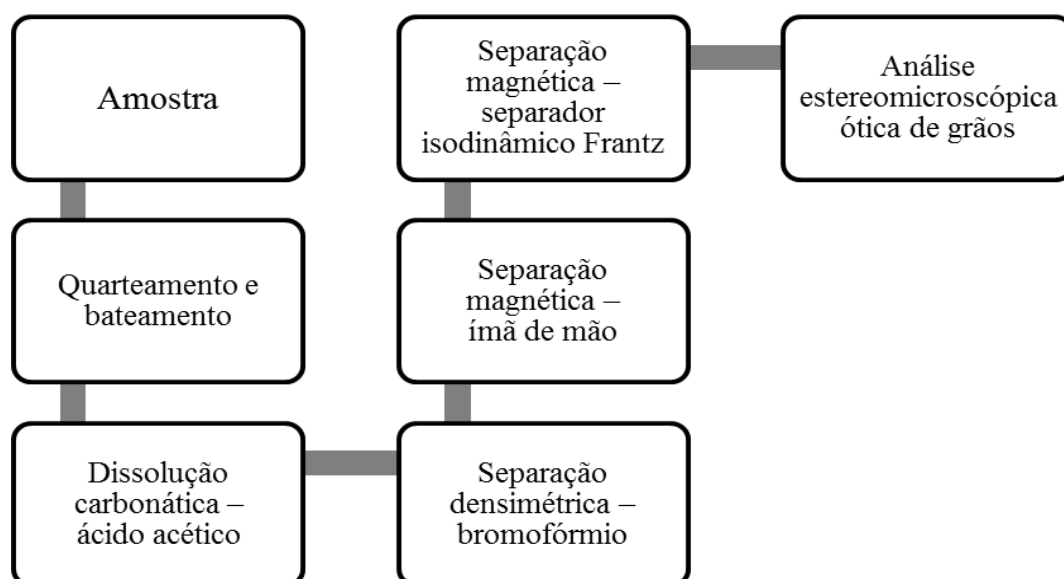 Amostra
Quarteamento e
bateamento
Dissolução
carbonática –
ácido acético
Separação
densimétrica –
bromofórmio
Separação
magnética –
ímã de mão
Separação
magnética –
separador
isodinâmico Frantz
Análise
estereomicroscópica
ótica de grãos